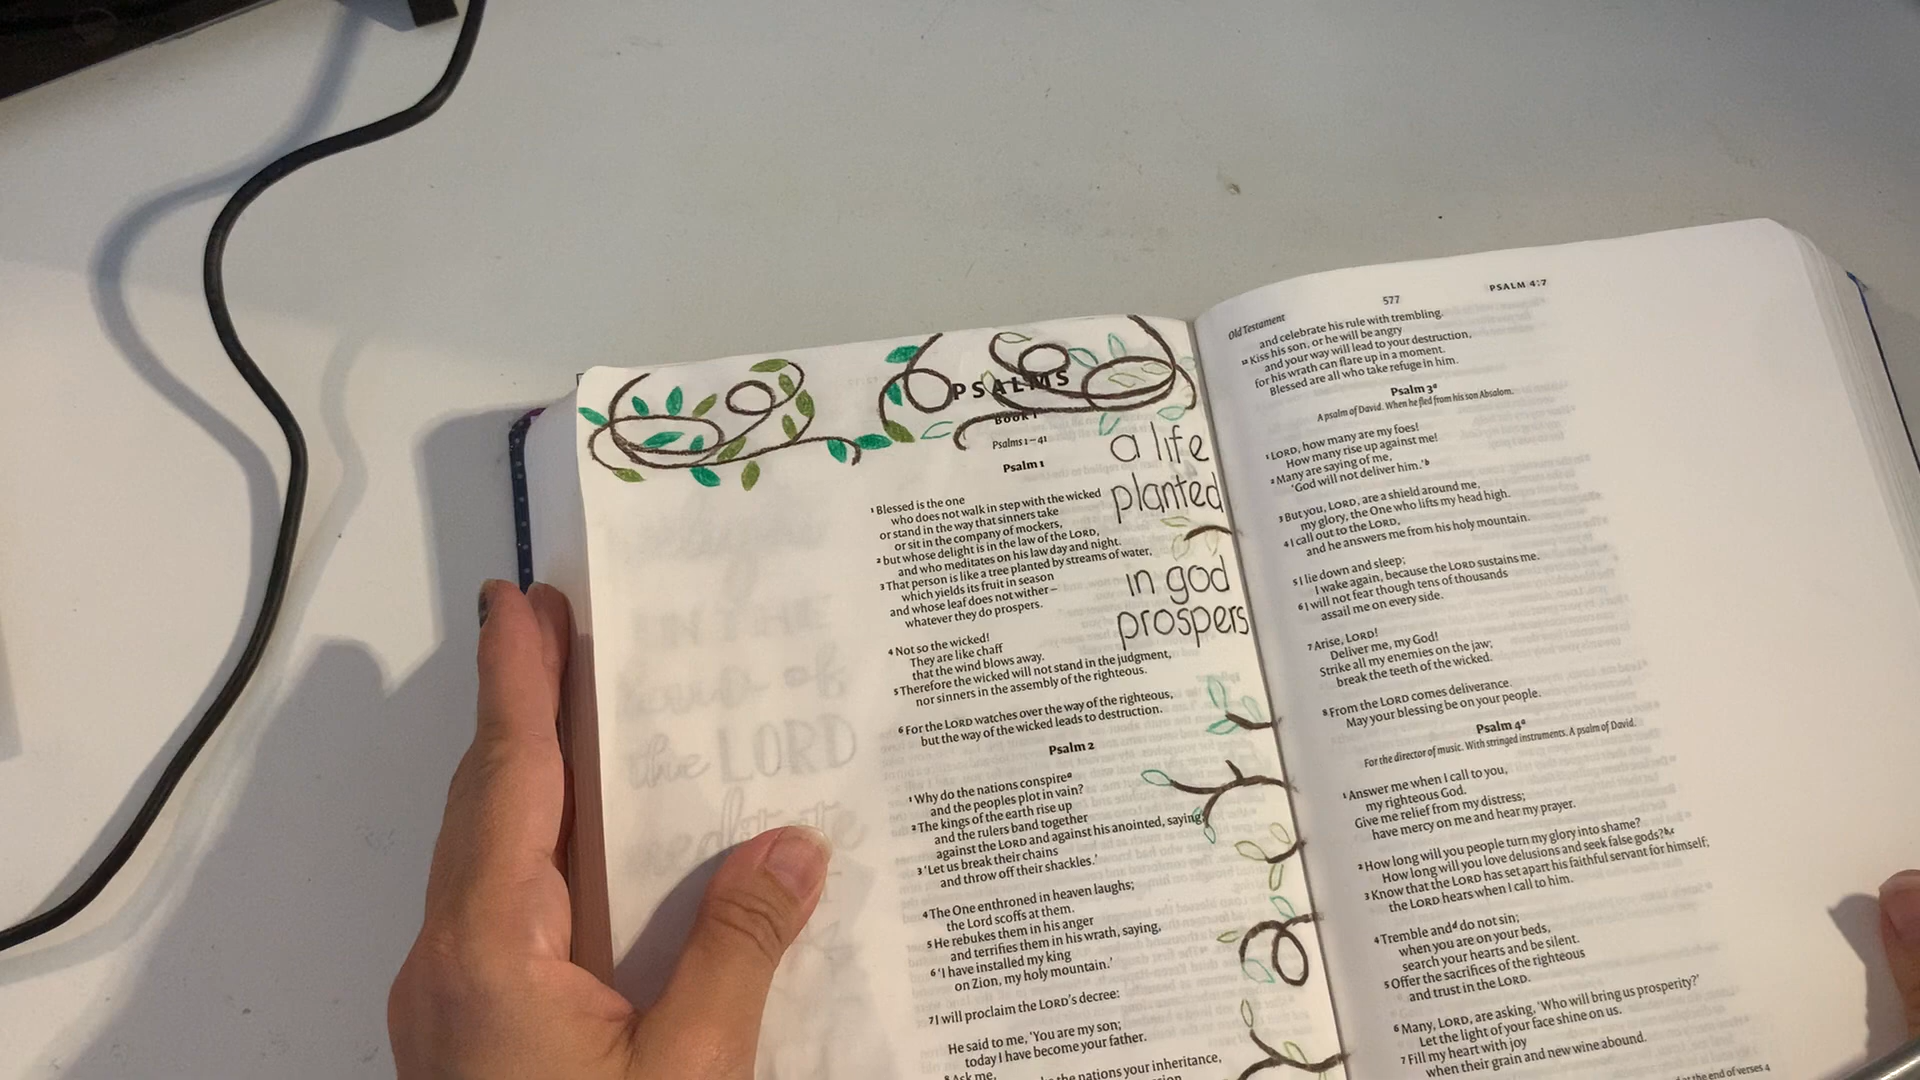 PSALMS
BOOK I
Psalms 1–41
Psalm 1
1 Blessed is the one
who does not walk in step with the wicked
or stand in the way that sinners take
or sit in the company of mockers,
2 but whose delight is in the law of the LORD,
and who meditates on his law day and night.
3 That person is like a tree planted by streams of water,
which yields its fruit in season
and whose leaf does not wither –
whatever they do prospers.
4 Not so the wicked!
They are like chaff
that the wind blows away.
5 Therefore the wicked will not stand in the judgment,
nor sinners in the assembly of the righteous.
6 For the LORD watches over the way of the righteous,
but the way of the wicked leads to destruction.
Psalm 2
1 Why do the nations conspire a
and the peoples plot in vain?
2 The kings of the earth rise up
and the rulers band together
against the LORD and against his anointed, saying,
3 'Let us break their chains
and throw off their shackles.'
4 The One enthroned in heaven laughs;
the Lord scoffs at them.
5 He rebukes them in his anger
and terrifies them in his wrath, saying,
6 'I have installed my king
on Zion, my holy mountain.'
7 I will proclaim the LORD's decree:
He said to me, 'You are my son;
today I have become your father.
8 Ask me,
the nations your inheritance,
a life
planted
in god
prospers
IN THE
of
the LORD
meditate
Old Testament
577
PSALM 4:7
and celebrate his rule with trembling.
12 Kiss his son, or he will be angry
and your way will lead to your destruction,
for his wrath can flare up in a moment.
Blessed are all who take refuge in him.
Psalm 3 a
A psalm of David. When he fled from his son Absalom.
1 LORD, how many are my foes!
How many rise up against me!
2 Many are saying of me,
'God will not deliver him.' b
3 But you, LORD, are a shield around me,
my glory, the One who lifts my head high.
4 I call out to the LORD,
and he answers me from his holy mountain.
5 I lie down and sleep;
I wake again, because the LORD sustains me.
6 I will not fear though tens of thousands
assail me on every side.
7 Arise, LORD!
Deliver me, my God!
Strike all my enemies on the jaw;
break the teeth of the wicked.
8 From the LORD comes deliverance.
May your blessing be on your people.
Psalm 4 a
For the director of music. With stringed instruments. A psalm of David.
1 Answer me when I call to you,
my righteous God.
Give me relief from my distress;
have mercy on me and hear my prayer.
2 How long will you people turn my glory into shame?
How long will you love delusions and seek false gods? b,c
3 Know that the LORD has set apart his faithful servant for himself;
the LORD hears when I call to him.
4 Tremble and d do not sin;
when you are on your beds,
search your hearts and be silent.
5 Offer the sacrifices of the righteous
and trust in the LORD.
6 Many, LORD, are asking, 'Who will bring us prosperity?'
Let the light of your face shine on us.
7 Fill my heart with joy
when their grain and new wine abound.
at the end of verses 4